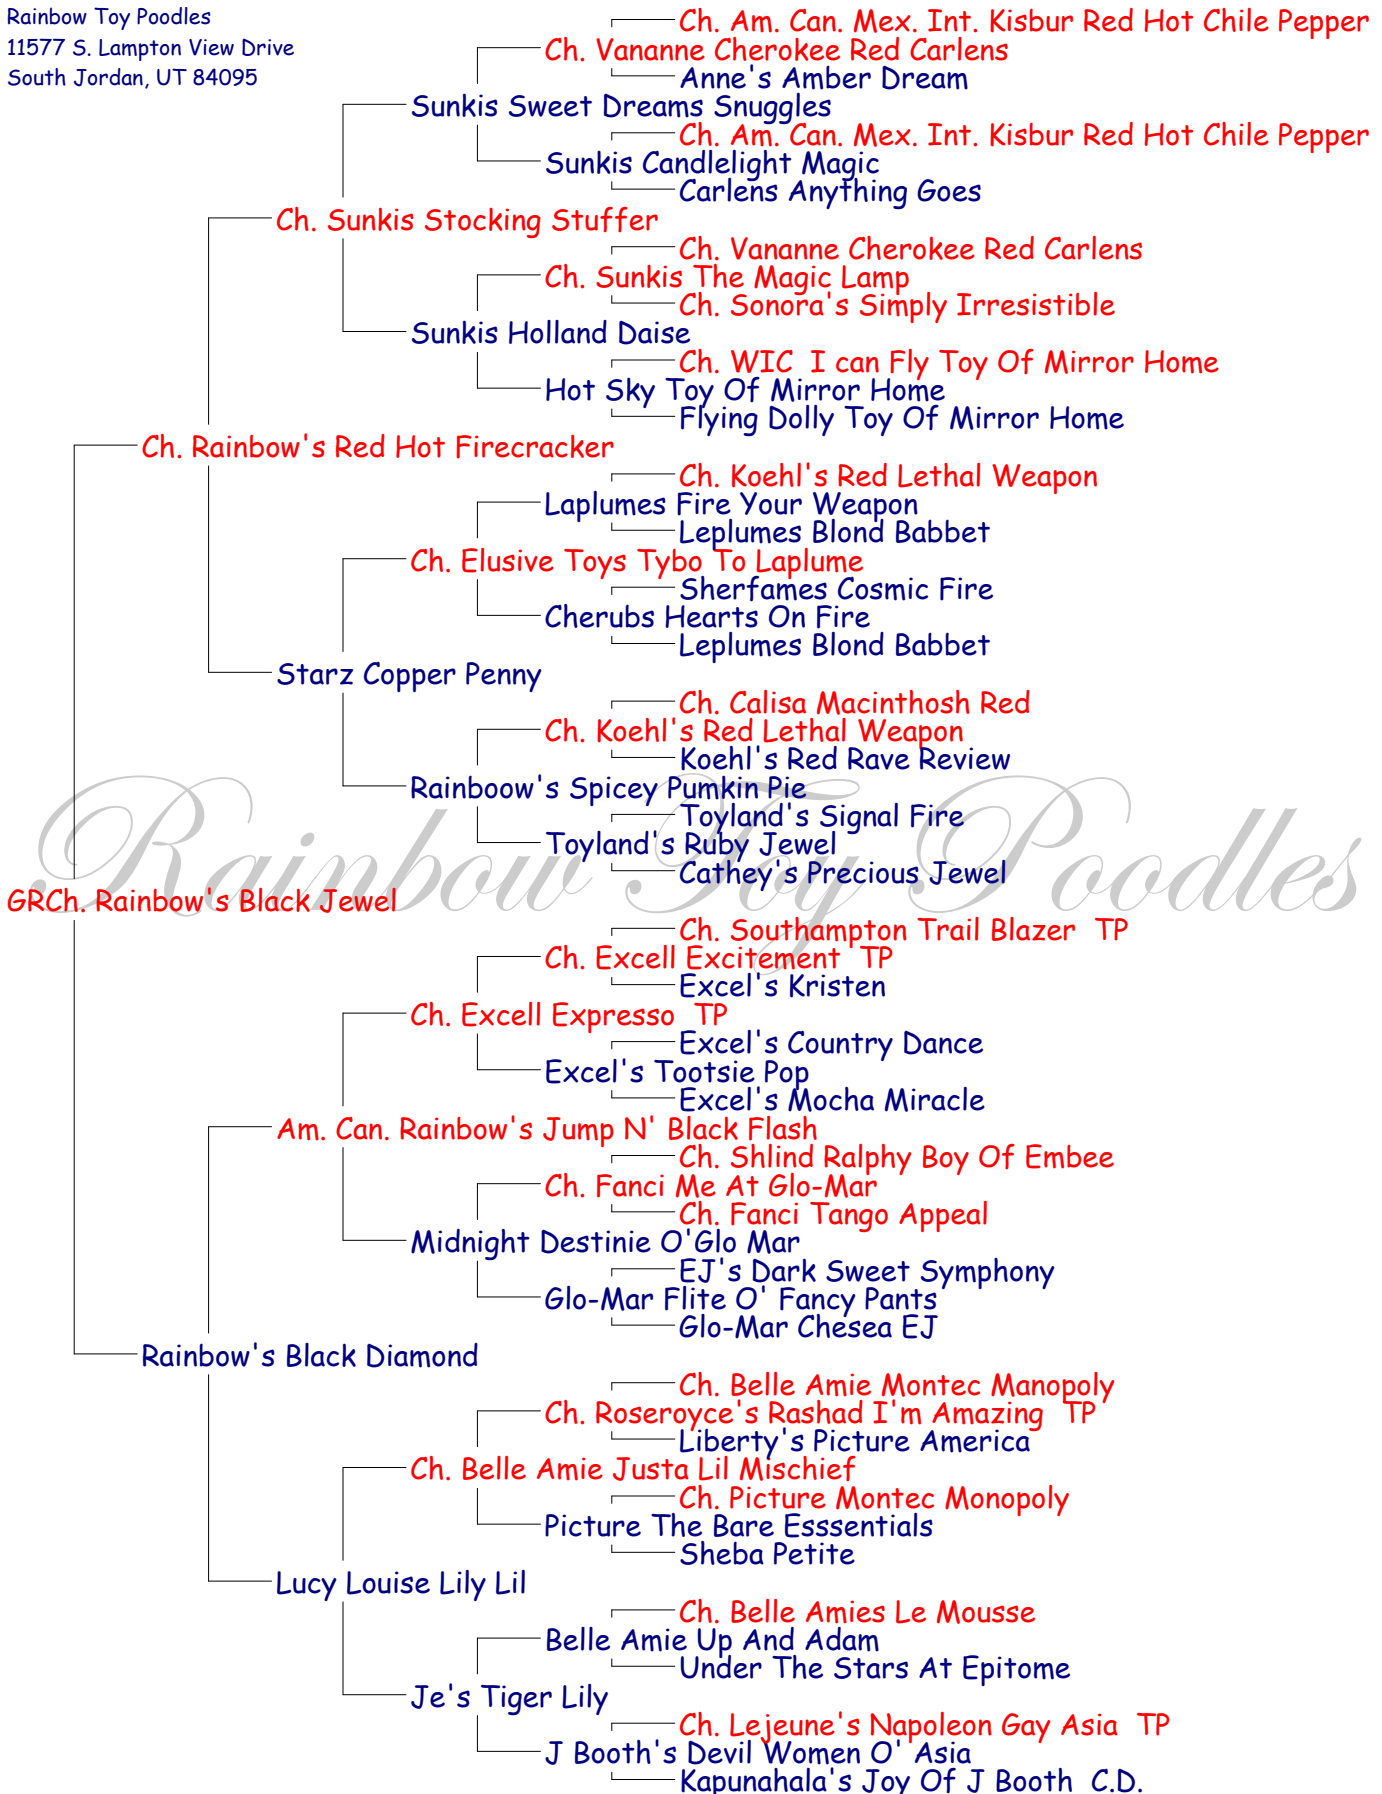 Rainbow Toy Poodles
11577 S. Lampton View Drive
South Jordan, UT 84095
Ch. Am. Can. Mex. Int. Kisbur Red Hot Chile Pepper
Ch. Vananne Cherokee Red Carlens
Anne's Amber Dream
Sunkis Sweet Dreams Snuggles
Ch. Am. Can. Mex. Int. Kisbur Red Hot Chile Pepper
Sunkis Candlelight Magic
Carlens Anything Goes
Ch. Sunkis Stocking Stuffer
Ch. Vananne Cherokee Red Carlens
Ch. Sunkis The Magic Lamp
Ch. Sonora's Simply Irresistible
Sunkis Holland Daise
Ch. WIC  I can Fly Toy Of Mirror Home
Hot Sky Toy Of Mirror Home
Flying Dolly Toy Of Mirror Home
Ch. Rainbow's Red Hot Firecracker
Ch. Koehl's Red Lethal Weapon
Laplumes Fire Your Weapon
Leplumes Blond Babbet
Ch. Elusive Toys Tybo To Laplume
Sherfames Cosmic Fire
Cherubs Hearts On Fire
Leplumes Blond Babbet
Starz Copper Penny
Ch. Calisa Macinthosh Red
Ch. Koehl's Red Lethal Weapon
Koehl's Red Rave Review
Rainboow's Spicey Pumkin Pie
Toyland's Signal Fire
Toyland's Ruby Jewel
Cathey's Precious Jewel
Rainbow Toy Poodles
GRCh. Rainbow's Black Jewel
Ch. Southampton Trail Blazer  TP
Ch. Excell Excitement  TP
Excel's Kristen
Ch. Excell Expresso  TP
Excel's Country Dance
Excel's Tootsie Pop
Excel's Mocha Miracle
Am. Can. Rainbow's Jump N' Black Flash
Ch. Shlind Ralphy Boy Of Embee
Ch. Fanci Me At Glo-Mar
Ch. Fanci Tango Appeal
Midnight Destinie O'Glo Mar
EJ's Dark Sweet Symphony
Glo-Mar Flite O' Fancy Pants
Glo-Mar Chesea EJ
Rainbow's Black Diamond
Ch. Belle Amie Montec Manopoly
Ch. Roseroyce's Rashad I'm Amazing  TP
Liberty's Picture America
Ch. Belle Amie Justa Lil Mischief
Ch. Picture Montec Monopoly
Picture The Bare Esssentials
Sheba Petite
Lucy Louise Lily Lil
Ch. Belle Amies Le Mousse
Belle Amie Up And Adam
Under The Stars At Epitome
Je's Tiger Lily
Ch. Lejeune's Napoleon Gay Asia  TP
J Booth's Devil Women O' Asia
Kapunahala's Joy Of J Booth  C.D.